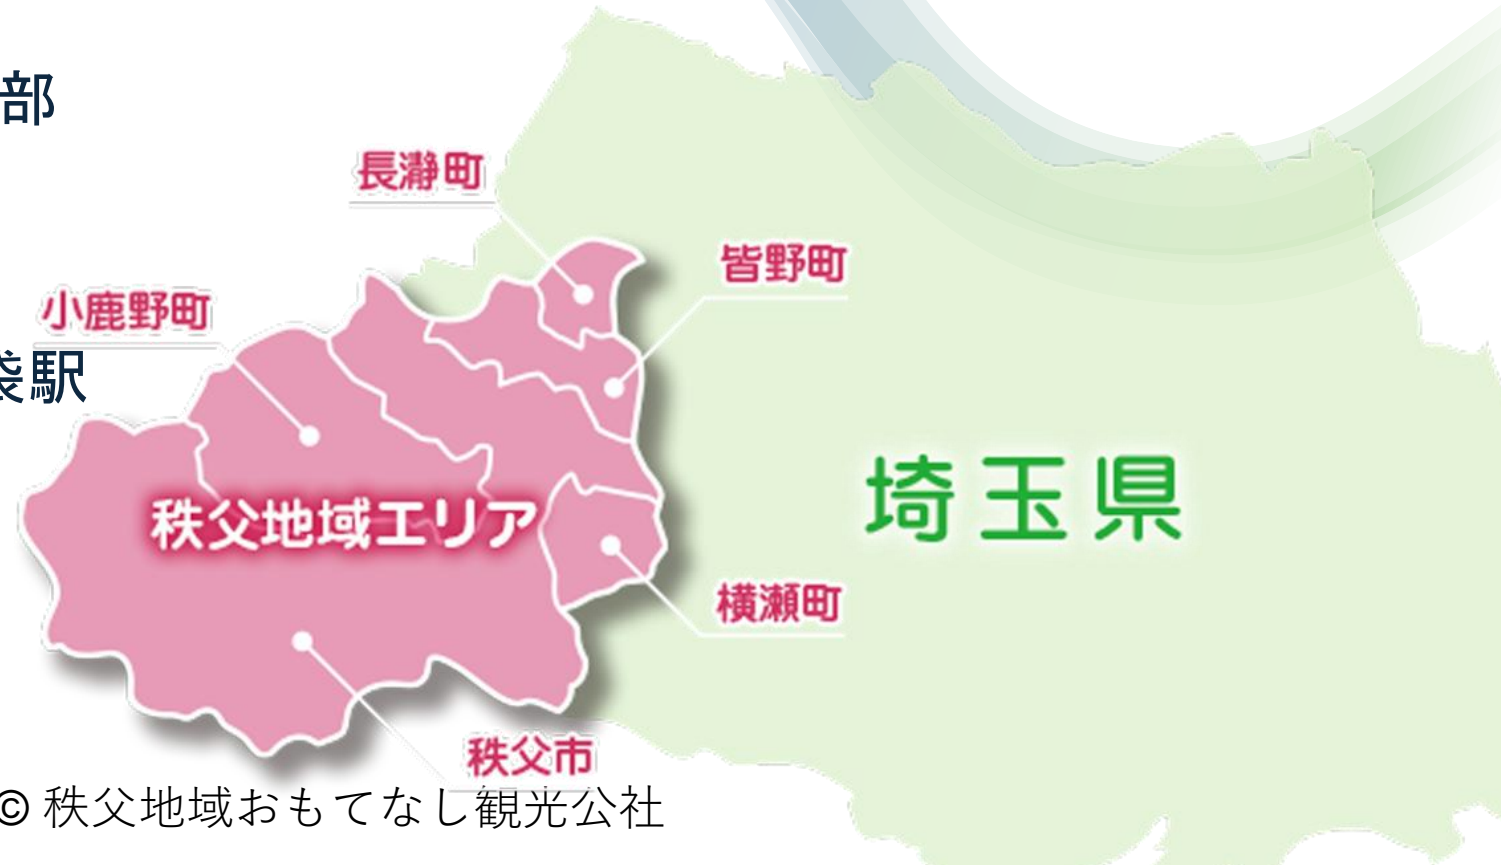 部
長瀞町
皆野町
小鹿野町
袋駅
埼玉県
秩父地域エリア
横瀬町
秩父市
© 秩父地域おもてなし観光公社